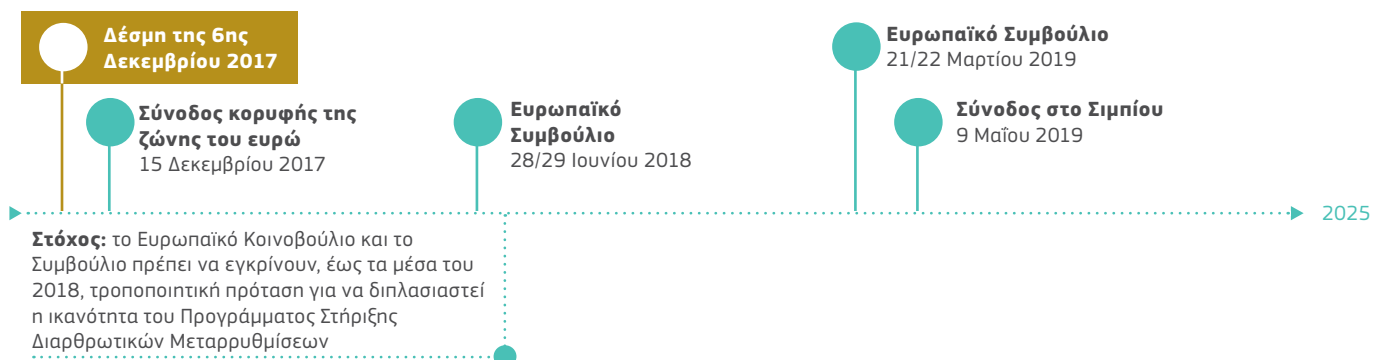 Δέσμη της 6ης
Δεκεμβρίου 2017
Σύνοδος κορυφής της
ζώνης του ευρώ
15 Δεκεμβρίου 2017
Ευρωπαϊκό
Συμβούλιο
28/29 Ιουνίου 2018
Ευρωπαϊκό Συμβούλιο
21/22 Μαρτίου 2019
Σύνοδος στο Σιμπίου
9 Μαΐου 2019
2025
Στόχος: το Ευρωπαϊκό Κοινοβούλιο και το
Συμβούλιο πρέπει να εγκρίνουν, έως τα μέσα του
2018, τροποποιητική πρόταση για να διπλασιαστεί
η ικανότητα του Προγράμματος Στήριξης
Διαρθρωτικών Μεταρρυθμίσεων